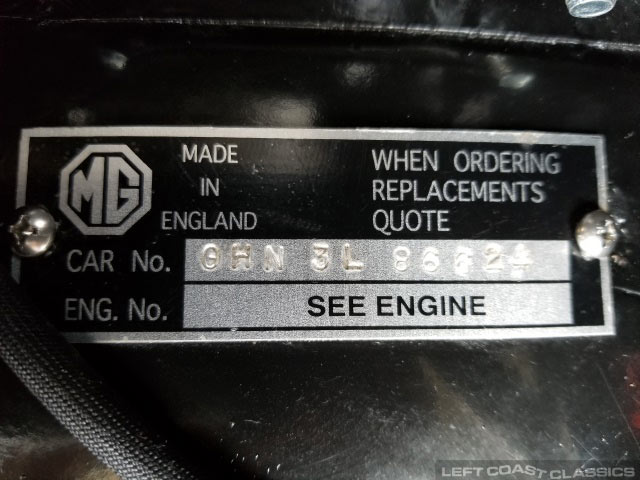 MG
MADE
IN
ENGLAND
WHEN ORDERING
REPLACEMENTS
QUOTE
CAR No. GHN 3L
ENG. No. SEE ENGINE
LEFT COAST CLASSICS